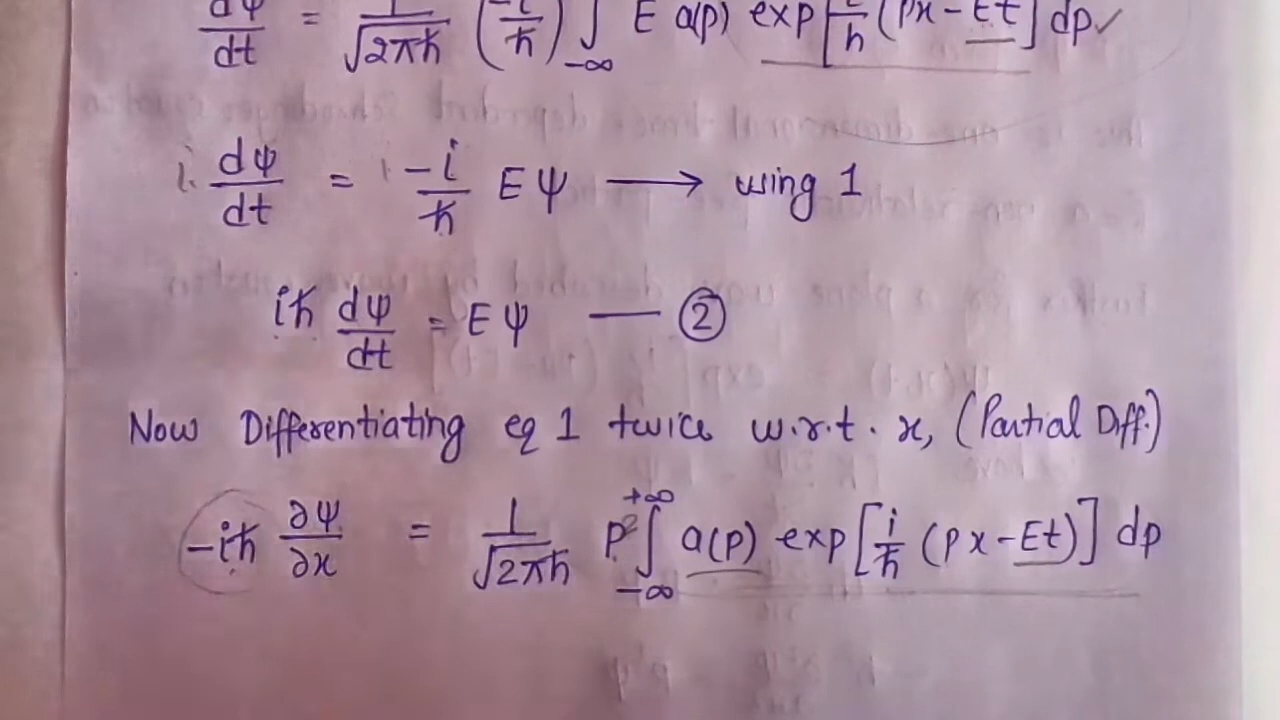 dψ/dt = 1/√2πħ (-i/ħ) ∫_-∞ E a(p) exp[i/ħ (px - Et] dp ✓
i. dψ/dt = -i/ħ Eψ ⟶ using 1
iħ dψ/dt = Eψ — ②
Now Differentiating eq 1 twice w.r.t. x, (Partial Diff.)
-iħ ∂ψ/∂x = 1/√2πħ p² ∫_-∞^+∞ a(p) exp[i/ħ (px - Et)] dp